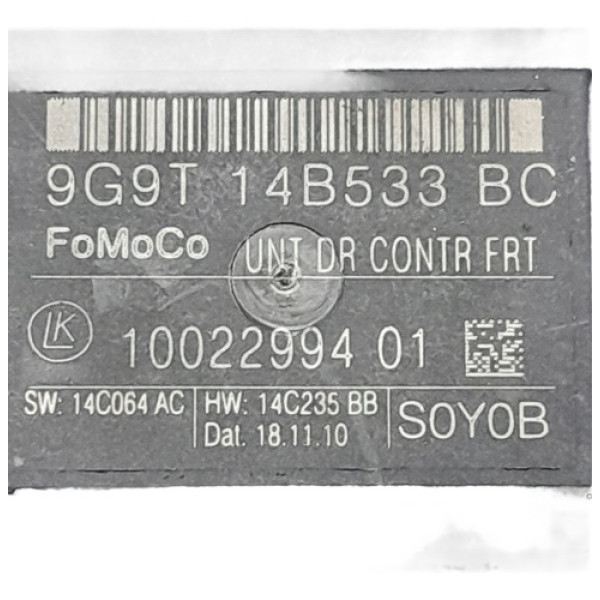 9G9T 14B533 BC
FoMoCo UNT DR CONTR FRT
LK 10022994 01
SW: 14C064 AC HW: 14C235 BB
Dat. 18.11.10
S0Y0B